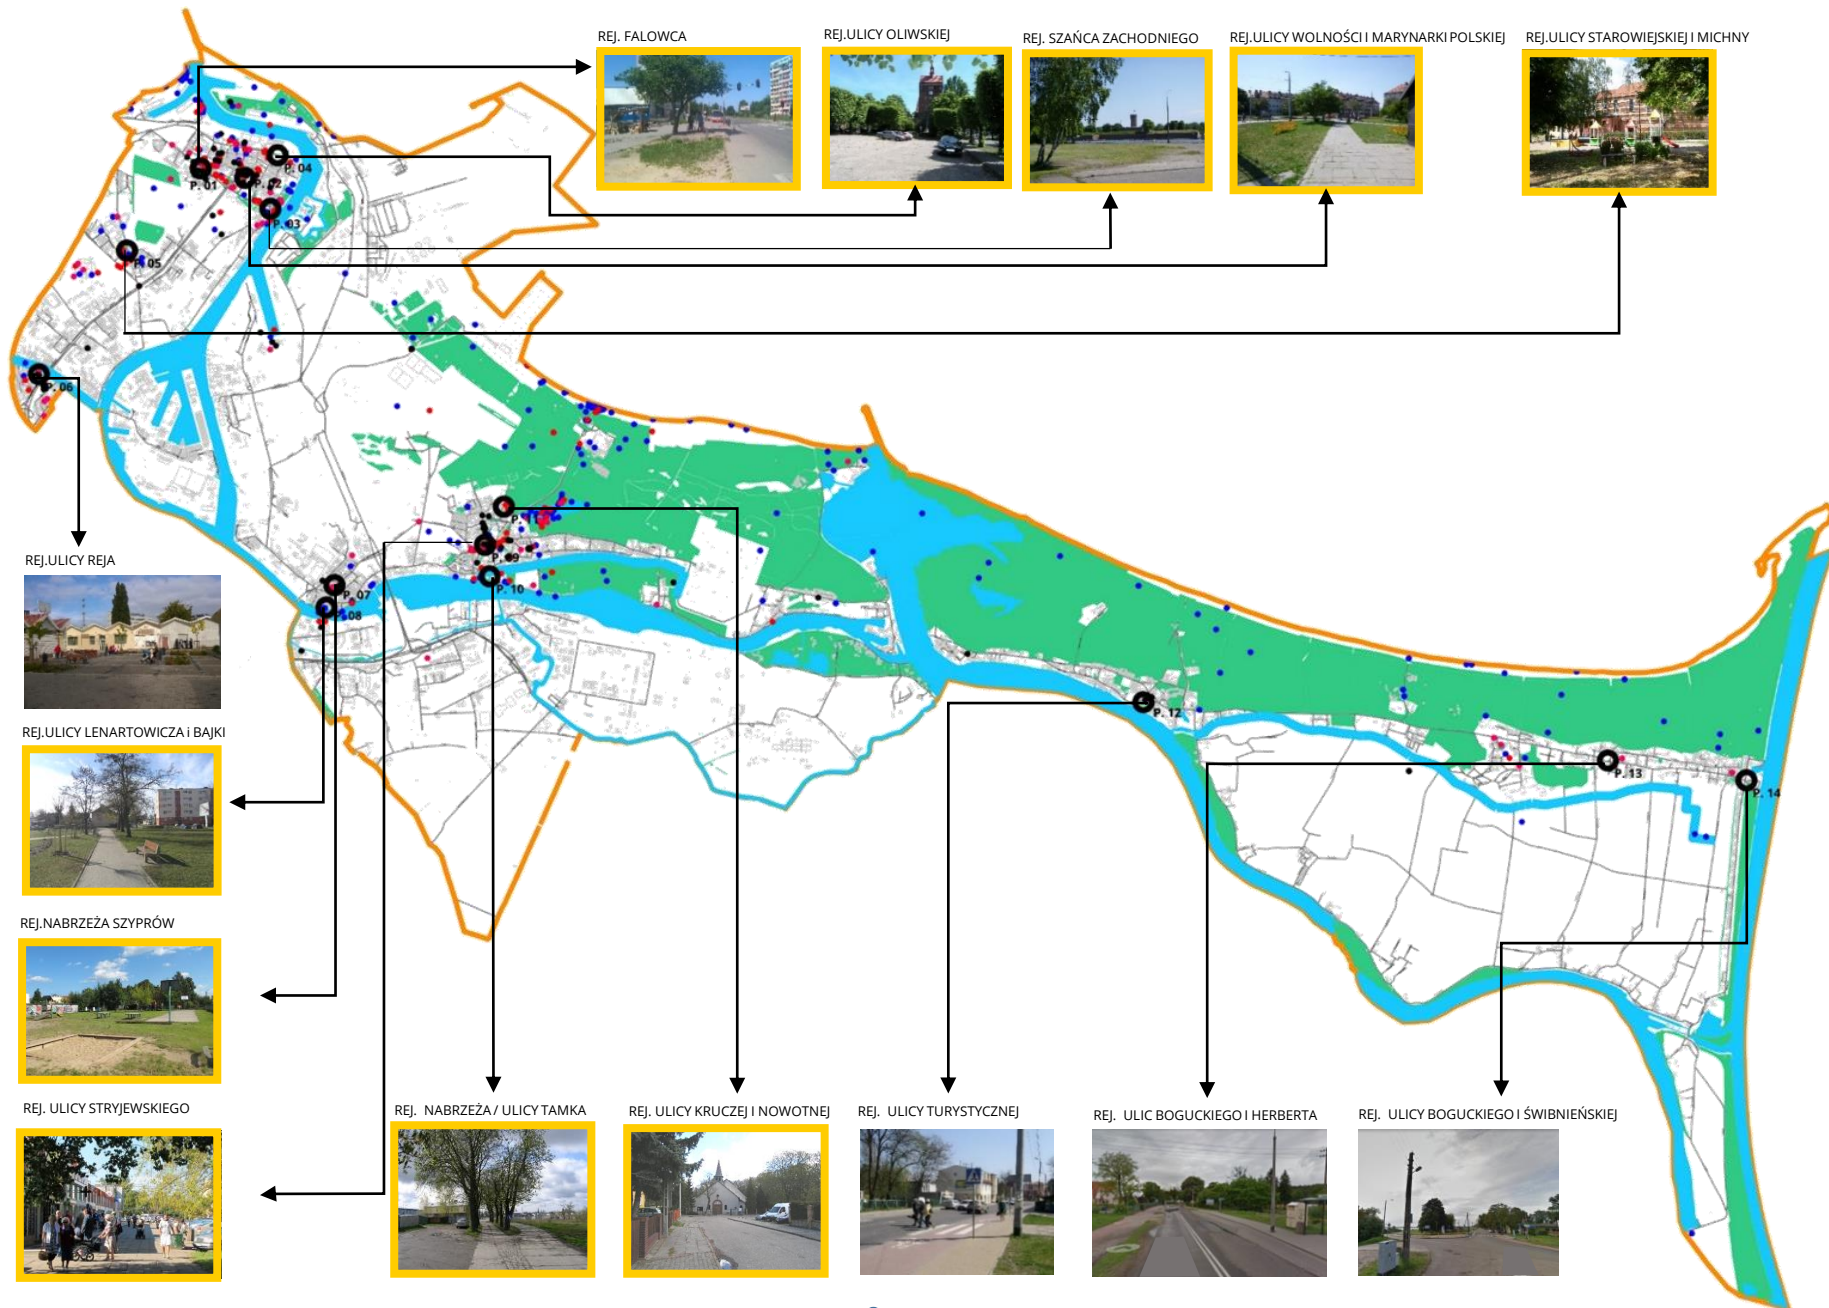 REJ. FALOWCA
REJ.ULICY OLIWSKIEJ
REJ. SZAŃCA ZACHODNIEGO
REJ.ULICY WOLNOŚCI I MARYNARKI POLSKIEJ
REJ.ULICY STAROWIEJSKIEJ I MICHNY
P. 04
P. 01
P. 02
P. 03
P. 05
P. 06
P. 11
P. 09
REJ.ULICY REJA
P. 10
P. 07
P. 08
P. 12
REJ.ULICY LENARTOWICZA i BAJKI
P. 13
P. 14
REJ.NABRZEŻA SZYPRÓW
REJ. ULICY STRYJEWSKIEGO
REJ. NABRZEŻA / ULICY TAMKA
REJ. ULICY KRUCZEJ I NOWOTNEJ
REJ. ULICY TURYSTYCZNEJ
REJ. ULIC BOGUCKIEGO I HERBERTA
REJ. ULICY BOGUCKIEGO I ŚWIBNIEŃSKIEJ